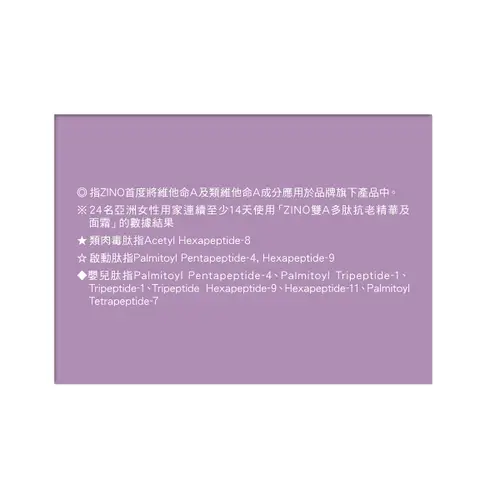 ◎ 指ZINO首度將維他命A及類維他命A成分應用於品牌旗下產品中。
※ 24名亞洲女性用家連續至少14天使用「ZINO雙A多肽抗老精華及
面霜」的數據結果
★ 類肉毒肽指Acetyl Hexapeptide-8
☆ 啟動肽指Palmitoyl Pentapeptide-4, Hexapeptide-9
◆嬰兒肽指Palmitoyl Pentapeptide-4、Palmitoyl Tripeptide-1、
Tripeptide-1、Tripeptide Hexapeptide-9、Hexapeptide-11、Palmitoyl
Tetrapeptide-7